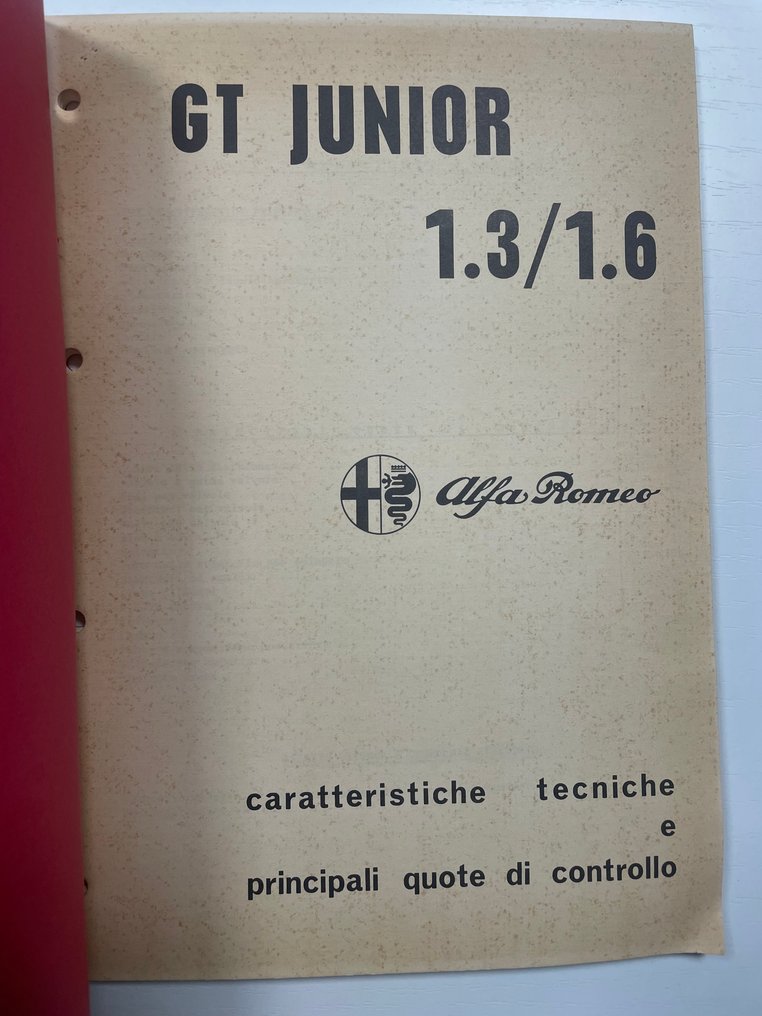 GT JUNIOR
1.3/1.6
Alfa Romeo
caratteristiche tecniche
e
principali quote di controllo